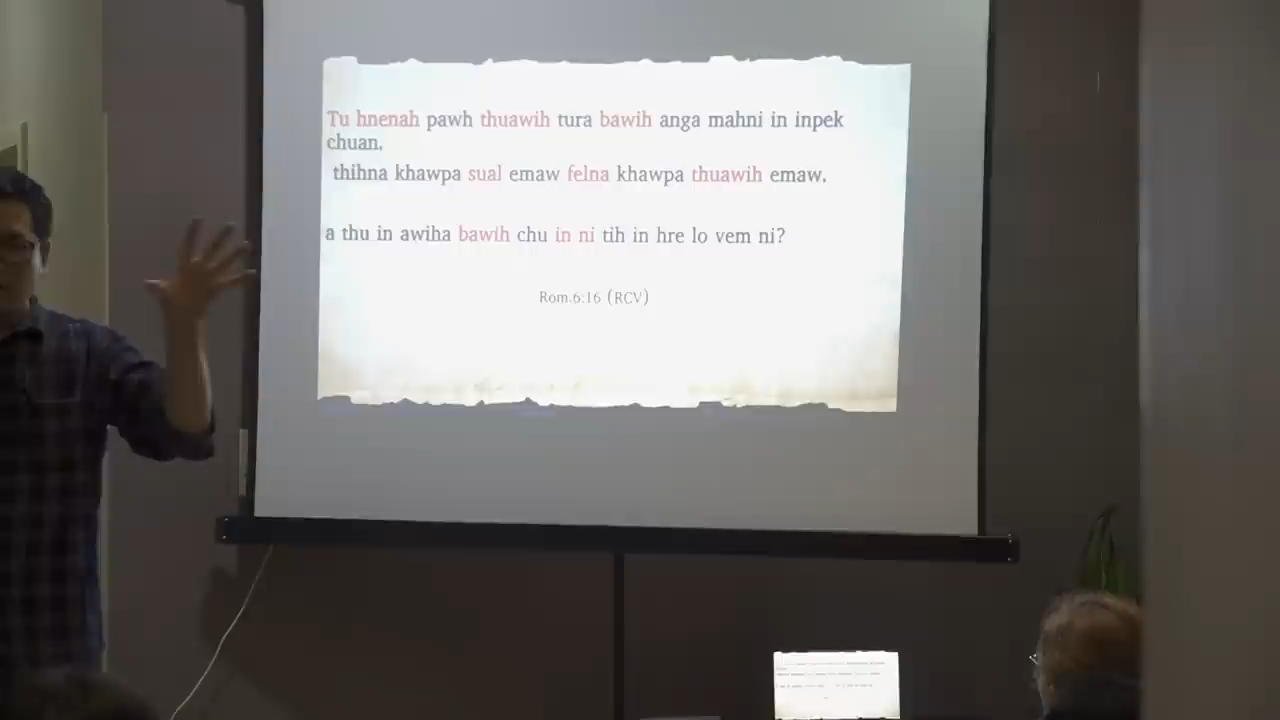 Tu hnenah pawh thuawih tura bawih anga mahni in inpek
chuan,
thihna khawpa sual emaw felna khawpa thuawih emaw,
a thu in awiha bawih chu in ni tih in hre lo vem ni?
Rom.6:16 (RCV)